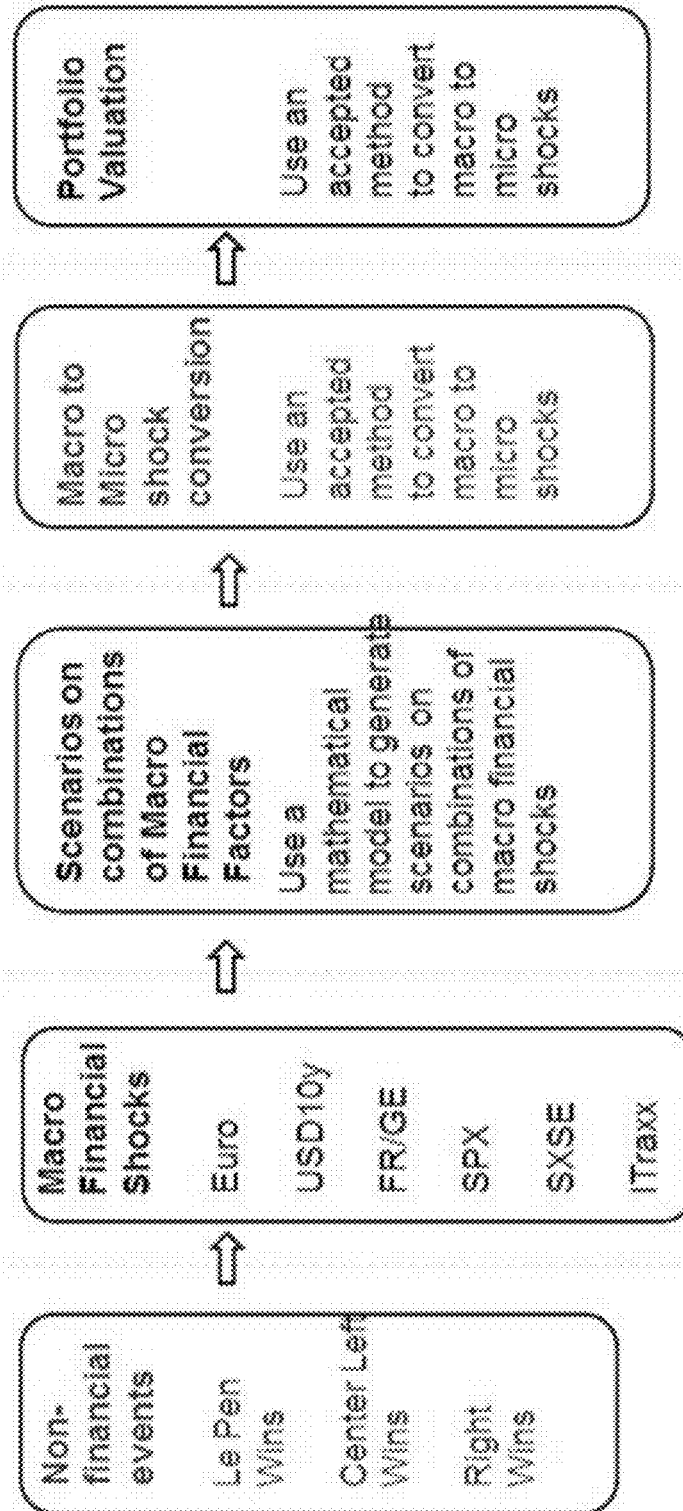 Non-
financial
events
Le Pen
Wins
Center Left
Wins
Right
Wins
Macro
Financial
Shocks
Euro
USD10y
FR/GE
SPX
SXSE
ITraxx
Scenarios on
combinations
of Macro
Financial
Factors
Use a
mathematical
model to generate
scenarios on
combinations of
macro financial
shocks
Macro to
Micro
shock
conversion
Use an
accepted
method
to convert
macro to
micro
shocks
Portfolio
Valuation
Use an
accepted
method
to convert
macro to
micro
shocks